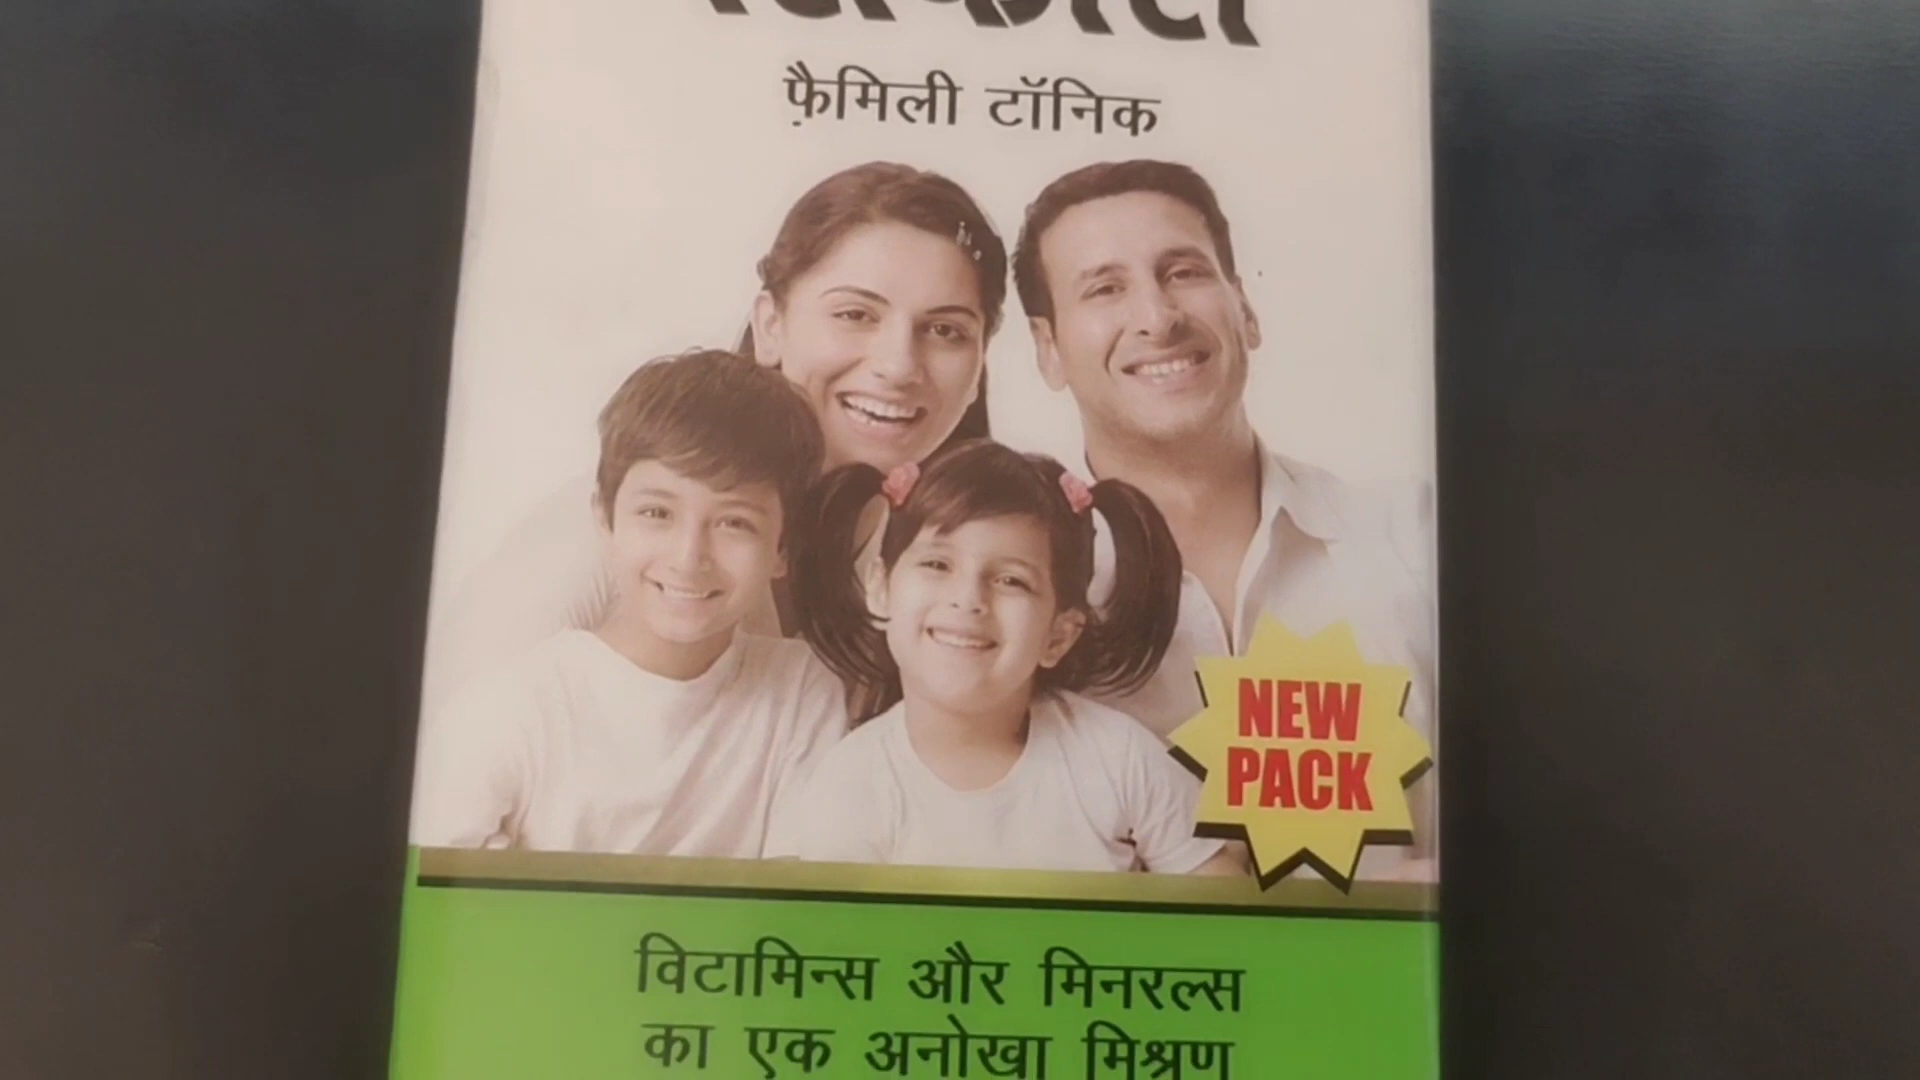 फ़ैमिली टॉनिक
NEW
PACK
विटामिन्स और मिनरल्स
का एक अनोखा मिश्रण